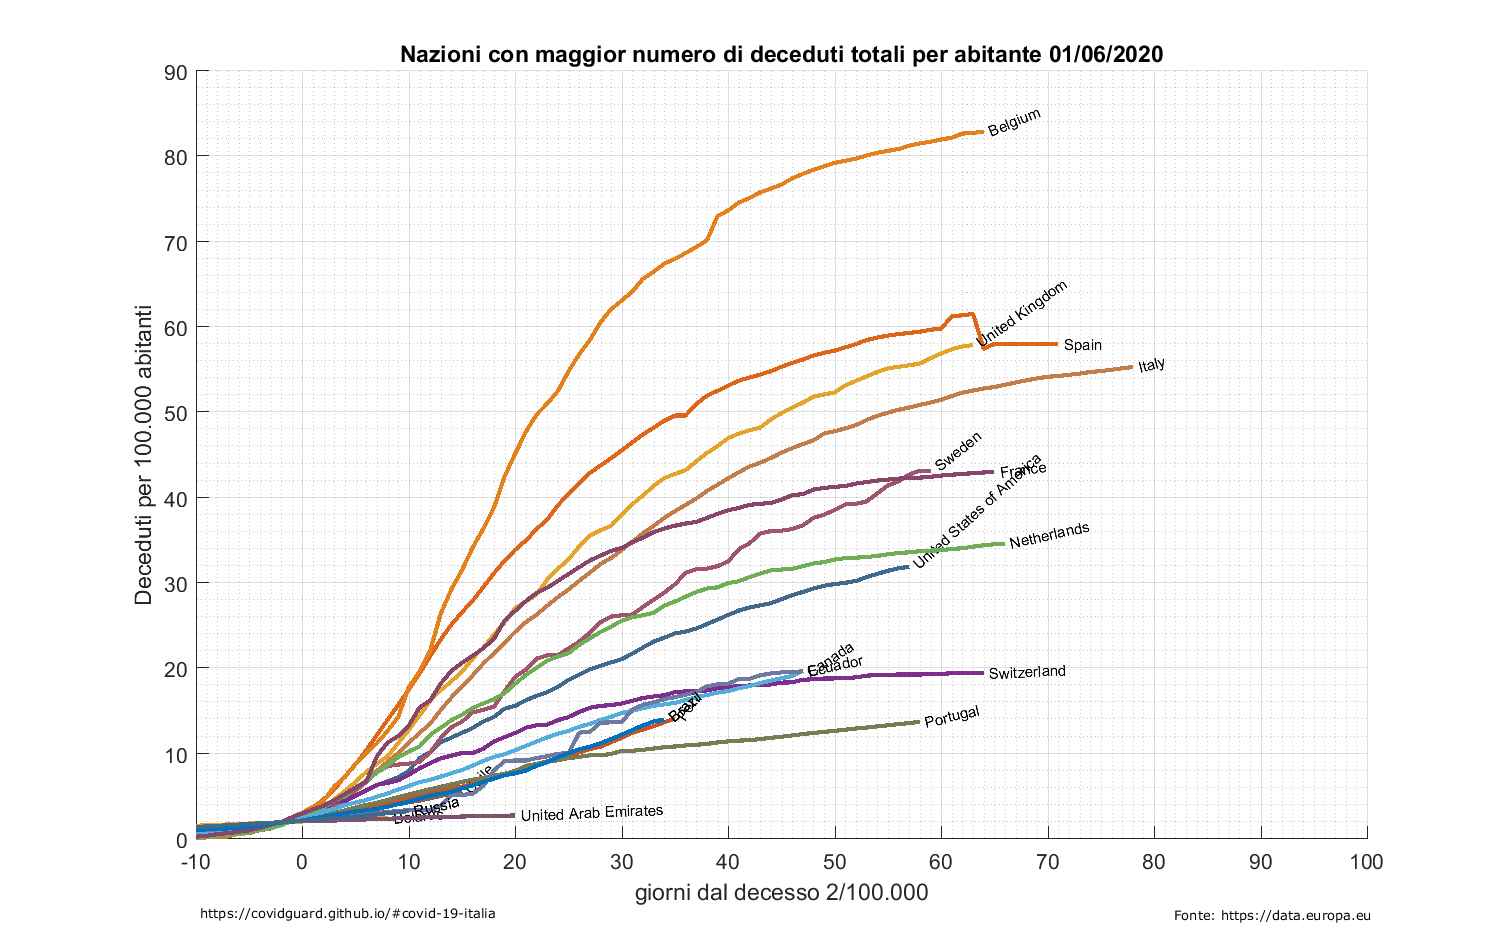 Nazioni con maggior numero di deceduti totali per abitante 01/06/2020
90
80
70
60
50
40
30
20
10
0
Deceduti per 100.000 abitanti
Belgium
United Kingdom
Spain
Italy
Sweden
France
United States of America
Netherlands
Canada
Ecuador
Switzerland
Brazil
Portugal
Chile
Russia
United Arab Emirates
-10 0 10 20 30 40 50 60 70 80 90 100
giorni dal decesso 2/100.000
https://covidguard.github.io/#covid-19-italia
Fonte: https://data.europa.eu